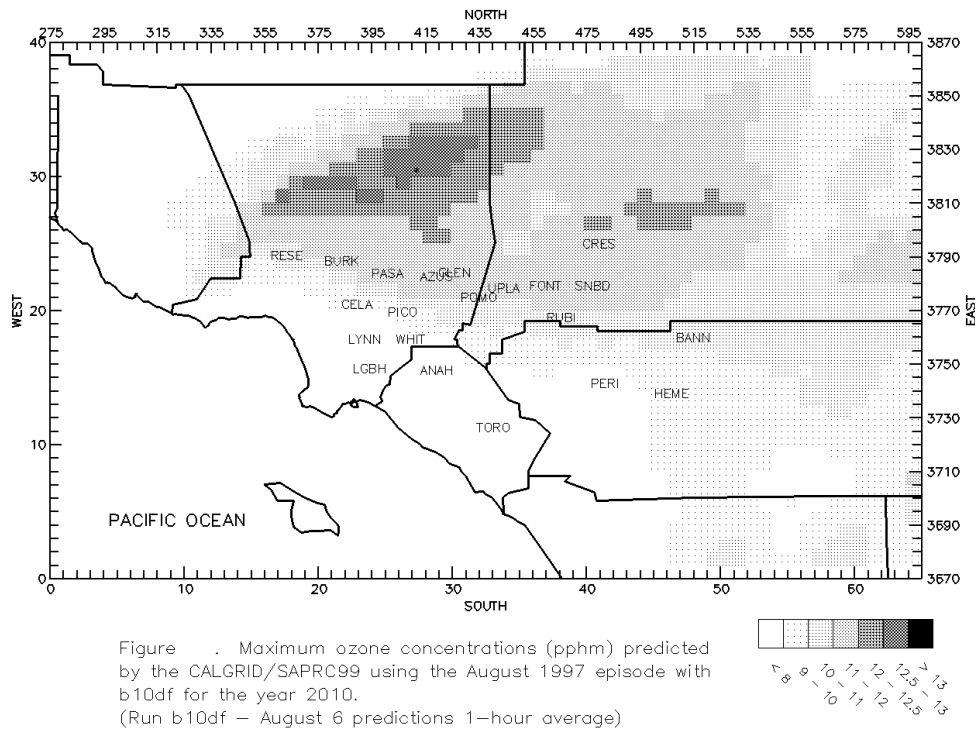 NORTH
275 295 315 335 355 375 395 415 435 455 475 495 515 535 555 575 595
40 3870
3850
30 3830
3810
RESE BURK CRES 3790
PASA AZUS GLEN
UPLA FONT SNBD
CELA PICO POMO
WEST 20 RUBI 3770 EAST
LYNN WHIT BANN
LGBH ANAH 3750
PERI HEME
TORO 3730
10 3710
PACIFIC OCEAN 3690
0 3670
0 10 20 30 40 50 60
SOUTH
Figure . Maximum ozone concentrations (pphm) predicted
by the CALGRID/SAPRC99 using the August 1997 episode with
b10df for the year 2010.
(Run b10df – August 6 predictions 1–hour average)
< 8
9 – 10
10 – 11
11 – 12
12 – 12.5
12.5 – 13
> 13